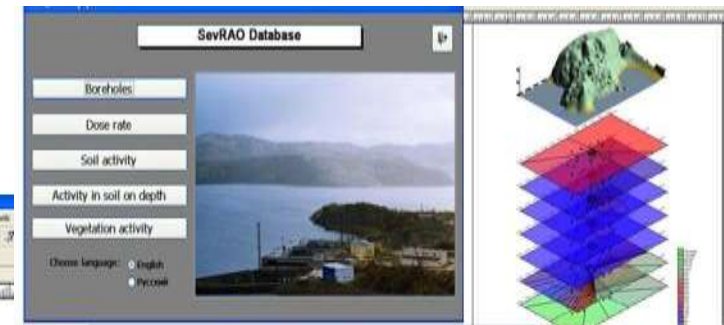 SevRAO Database
Boreholes
Dose rate
Soil activity
Activity in soil on depth
Vegetation activity
Choose language:
English
Русский